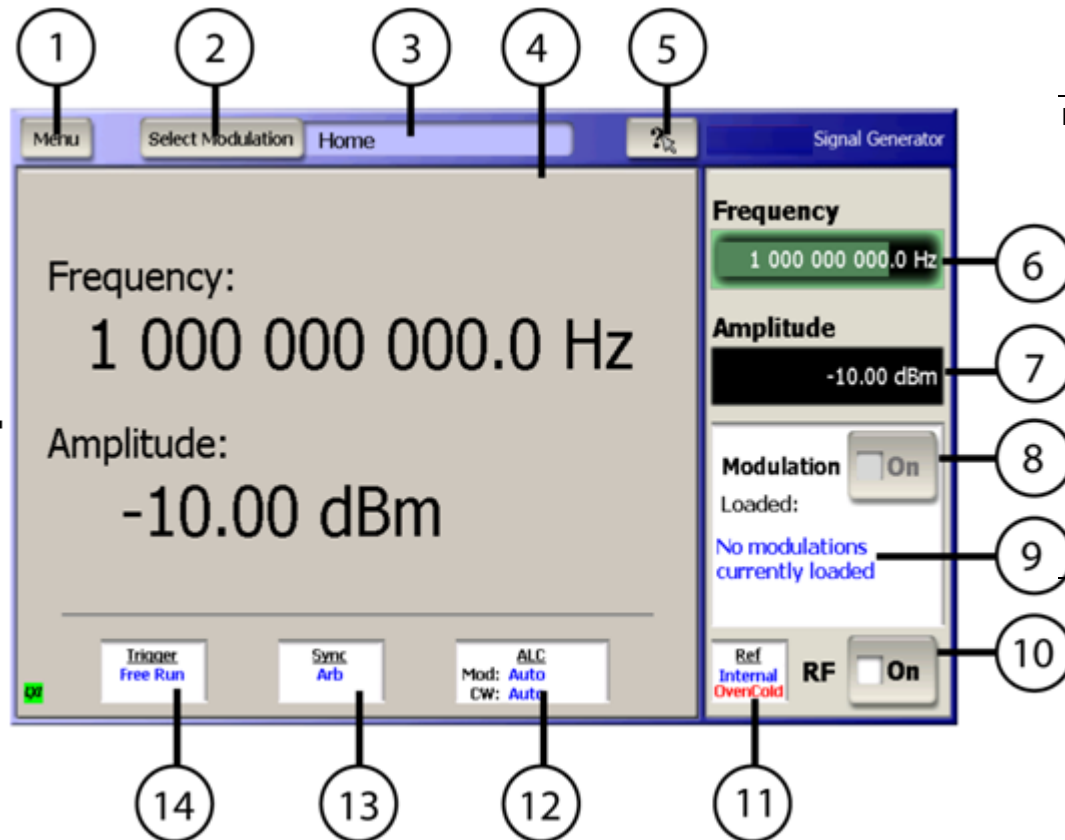 1
2
3
4
5
Menu
Select Modulation
Home
?
Signal Generator
Frequency:
1 000 000 000.0 Hz
Amplitude:
-10.00 dBm
Frequency
1 000 000 000.0 Hz
6
Amplitude
-10.00 dBm
7
Modulation
On
8
Loaded:
No modulations
currently loaded
9
Trigger
Free Run
Sync
Arb
ALC
Mod: Auto
CW: Auto
Ref
Internal
OvenCold
RF
On
10
14
13
12
11